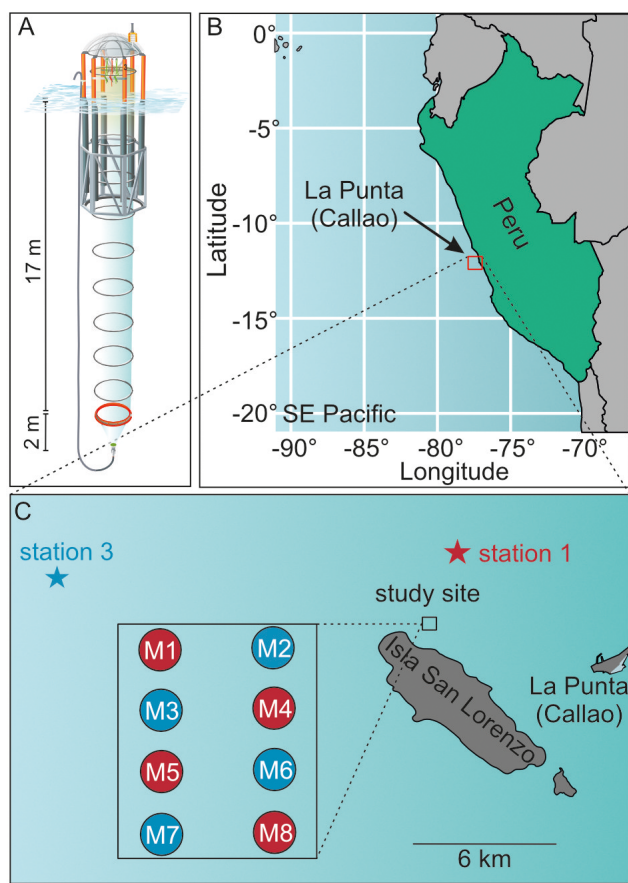 A
17 m
2 m
B
0°
-5°
-10°
-15°
-20°
Latitude
La Punta
(Callao)
Peru
SE Pacific
-90°
-85°
-80°
-75°
-70°
Longitude
C
station 3
station 1
study site
M1
M2
M3
M4
M5
M6
M7
M8
Isla San Lorenzo
La Punta
(Callao)
6 km